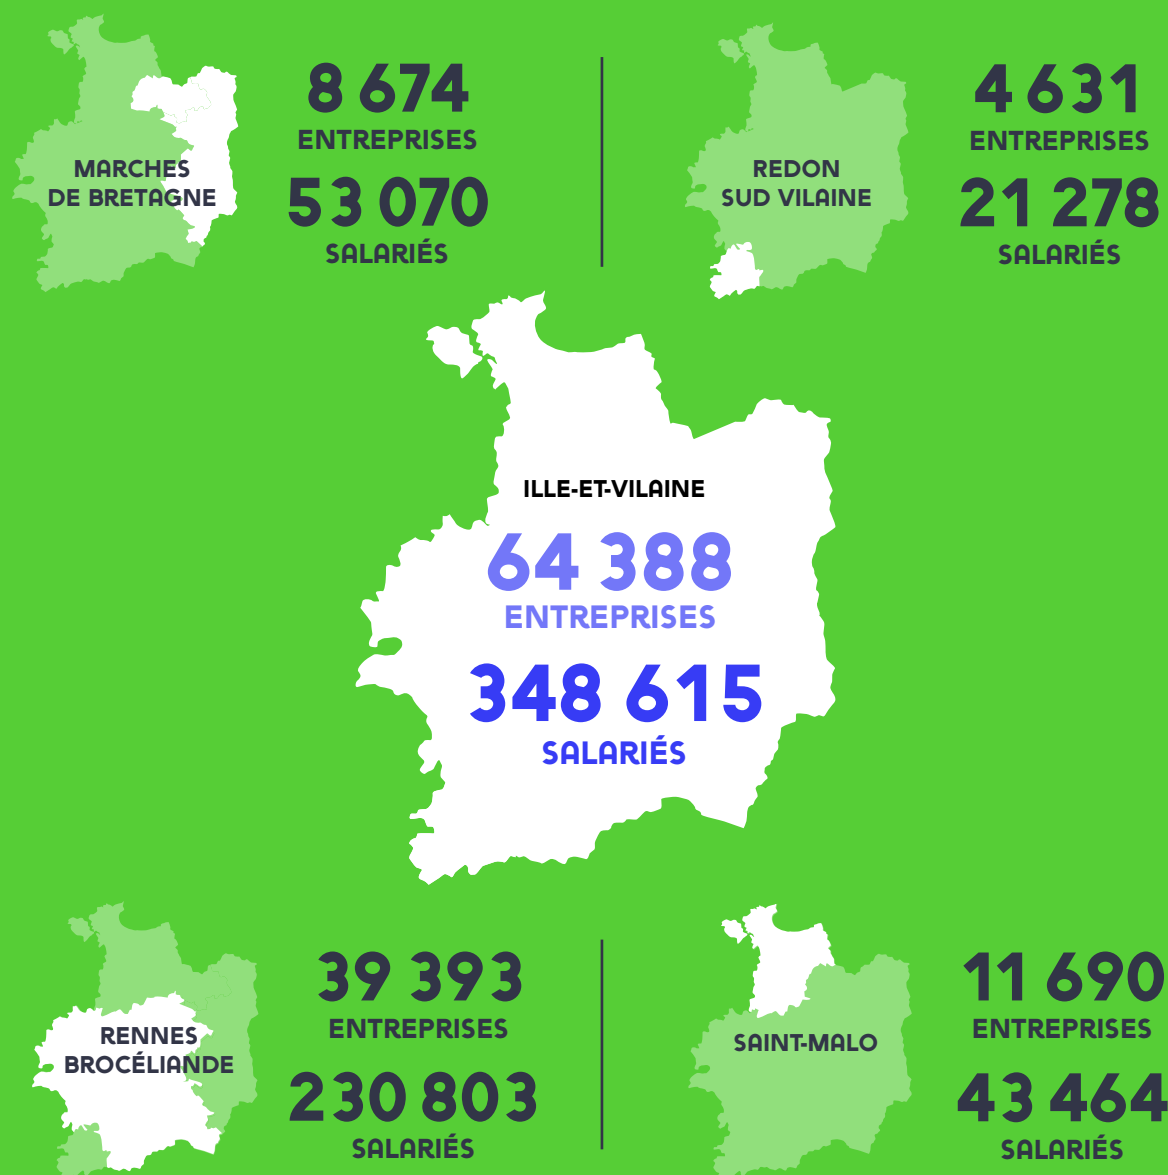 MARCHES
DE BRETAGNE
8 674
ENTREPRISES
53 070
SALARIÉS
REDON
SUD VILAINE
4 631
ENTREPRISES
21 278
SALARIÉS
ILLE-ET-VILAINE
64 388
ENTREPRISES
348 615
SALARIÉS
RENNES
BROCÉLIANDE
39 393
ENTREPRISES
230 803
SALARIÉS
SAINT-MALO
11 690
ENTREPRISES
43 464
SALARIÉS